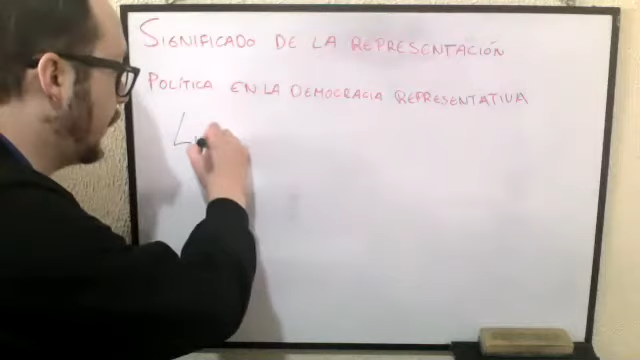 SIGNIFICADO DE LA REPRESENTACIÓN
POLÍTICA EN LA DEMOCRACIA REPRESENTATIVA
L